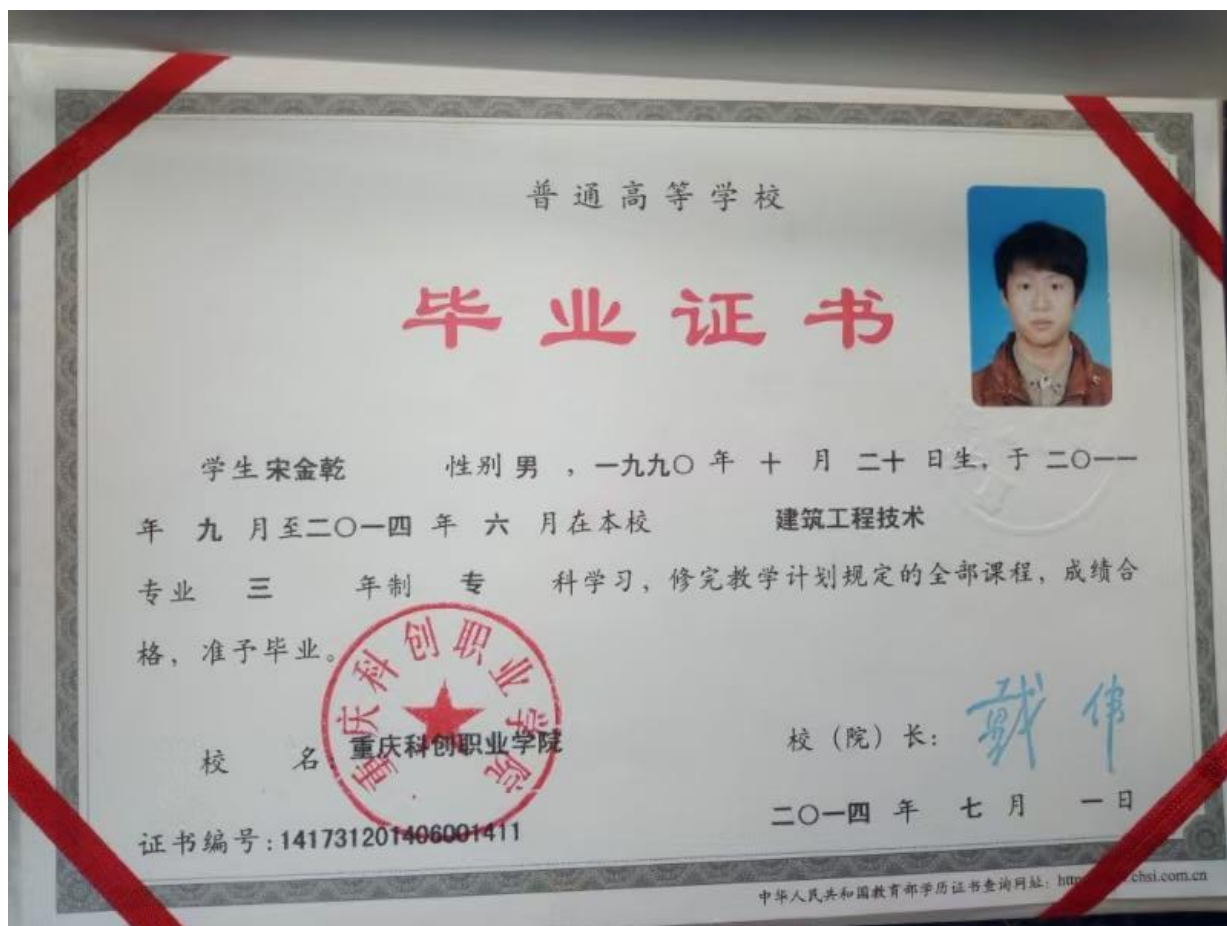 普通高等学校
毕业证书
学生 宋金乾 性别 男 ，一九九〇 年 十 月 二十 日生，于 二〇一一
年 九 月至二〇一四 年 六 月在本校 建筑工程技术
专业 三 年制 专 科学习，修完教学计划规定的全部课程，成绩合
格，准予毕业。
重庆科创职业学院
校 名：重庆科创职业学院
校（院）长：戴伟
证书编号：141731201406001411
二〇一四 年 七 月 一 日
中华人民共和国教育部学历证书查询网址：chsi.com.cn